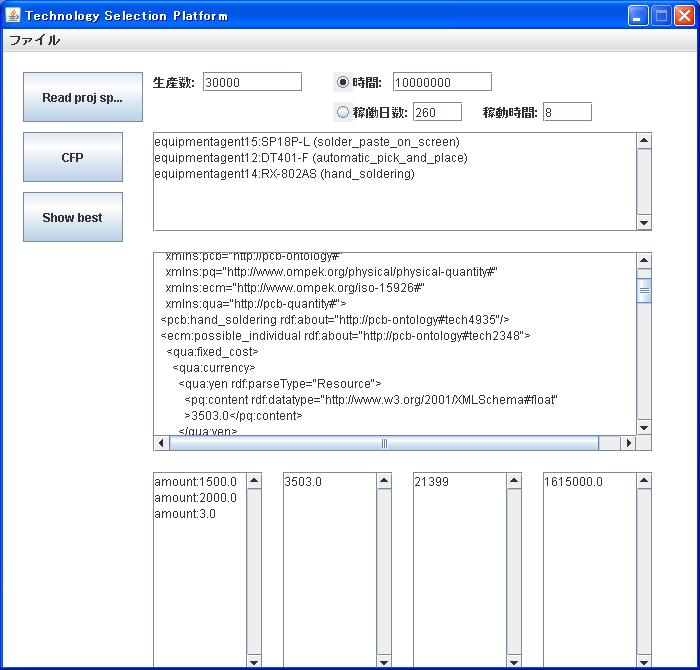 Technology Selection Platform
ファイル
Read proj sp...
生産数: 30000
時間: 10000000
稼働日数: 260 稼動時間: 8
CFP
Show best
equipmentagent15:SP18P-L (solder_paste_on_screen)
equipmentagent12:DT401-F (automatic_pick_and_place)
equipmentagent14:RX-802AS (hand_soldering)
xmlns:pcb="http://pcb-ontology#"
xmlns:pq="http://www.ompek.org/physical/physical-quantity#"
xmlns:ecm="http://www.ompek.org/iso-15926#"
xmlns:qua="http://pcb-quantity#">
<pcb:hand_soldering rdf:about="http://pcb-ontology#tech4935"/>
<ecm:possible_individual rdf:about="http://pcb-ontology#tech2348">
<qua:fixed_cost>
<qua:currency>
<qua:yen rdf:parseType="Resource">
<pq:content rdf:datatype="http://www.w3.org/2001/XMLSchema#float"
>3503.0</pq:content>
</qua:yen>
amount:1500.0
amount:2000.0
amount:3.0
3503.0
21399
1615000.0